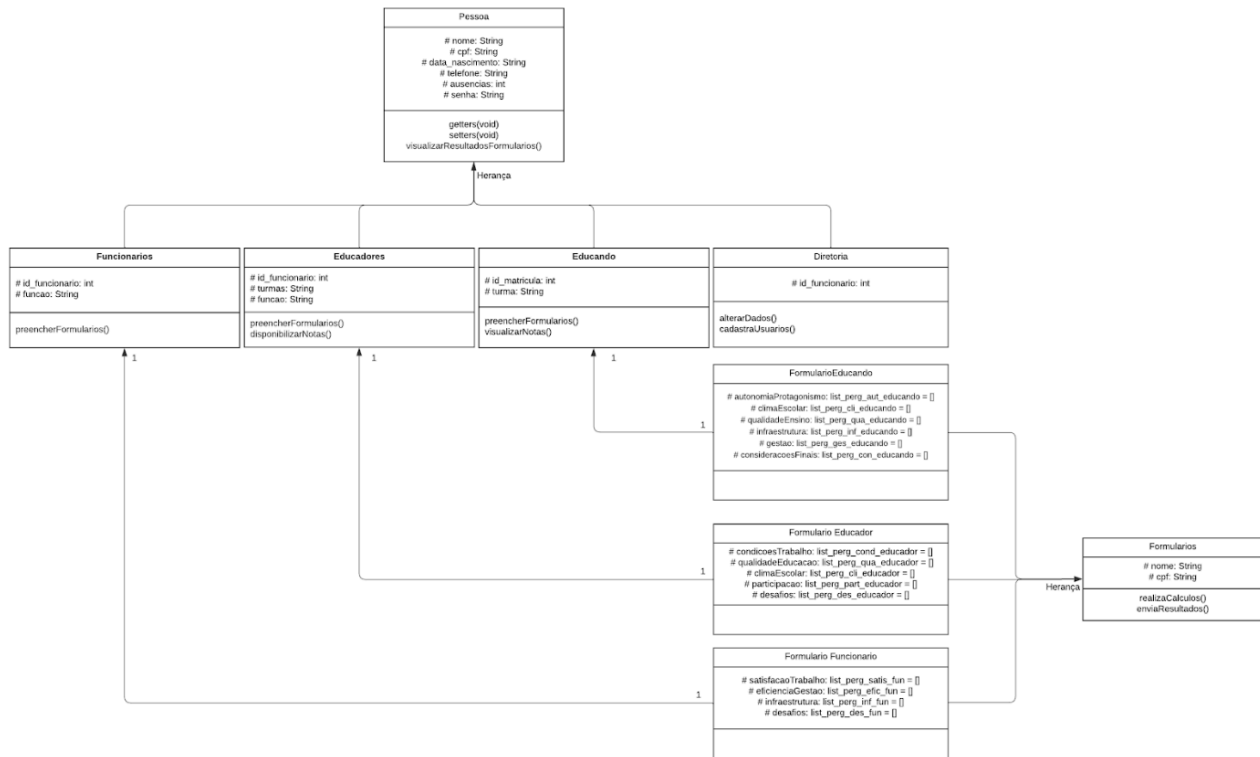 Pessoa
# nome: String
# cpf: String
# data_nascimento: String
# telefone: String
# ausencias: int
# senha: String
getters(void)
setters(void)
visualizarResultadosFormularios()
Herança
Funcionarios
# id_funcionario: int
# funcao: String
preencherFormularios()
Educadores
# id_funcionario: int
# turmas: String
# funcao: String
preencherFormularios()
disponibilizarNotas()
Educando
# id_matricula: int
# turma: String
preencherFormularios()
visualizarNotas()
Diretoria
# id_funcionario: int
alterarDados()
cadastraUsuarios()
1
1
1
FormularioEducando
# autonomiaProtagonismo: list_perg_aut_educando = []
# climaEscolar: list_perg_cli_educando = []
# qualidadeEnsino: list_perg_qua_educando = []
# infraestrutura: list_perg_inf_educando = []
# gestao: list_perg_ges_educando = []
# consideracoesFinais: list_perg_con_educando = []
1
Formulario Educador
# condicoesTrabalho: list_perg_cond_educador = []
# qualidadeEducacao: list_perg_qua_educador = []
# climaEscolar: list_perg_cli_educador = []
# participacao: list_perg_part_educador = []
# desafios: list_perg_des_educador = []
1
Formularios
# nome: String
# cpf: String
realizaCalculos()
enviaResultados()
Herança
Formulario Funcionario
# satisfacaoTrabalho: list_perg_satis_fun = []
# eficienciaGestao: list_perg_efic_fun = []
# infraestrutura: list_perg_inf_fun = []
# desafios: list_perg_des_fun = []
1